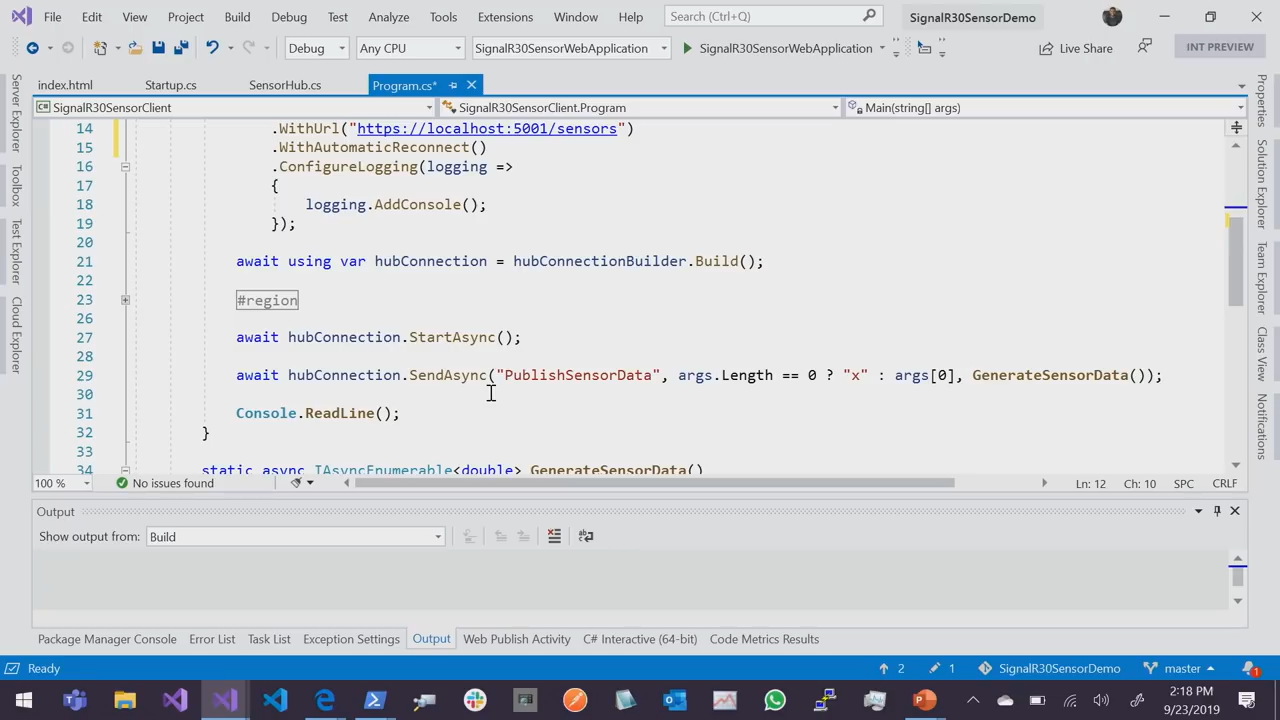 File Edit View Project Build Debug Test Analyze Tools Extensions Window Help Search (Ctrl+Q) SignalR30SensorDemo
Debug Any CPU SignalR30SensorWebApplication SignalR30SensorWebApplication Live Share INT PREVIEW
index.html Startup.cs SensorHub.cs Program.cs*
SignalR30SensorClient SignalR30SensorClient.Program Main(string[] args)
14 .WithUrl("https://localhost:5001/sensors")
15 .WithAutomaticReconnect()
16 .ConfigureLogging(logging =>
17 {
18 logging.AddConsole();
19 });
20
21 await using var hubConnection = hubConnectionBuilder.Build();
22
23 #region
26
27 await hubConnection.StartAsync();
28
29 await hubConnection.SendAsync("PublishSensorData", args.Length == 0 ? "x" : args[0], GenerateSensorData());
30
31 Console.ReadLine();
32 }
33
34 static async IAsyncEnumerable<double> GenerateSensorData()
100 % No issues found Ln: 12 Ch: 10 SPC CRLF
Output
Show output from: Build
Package Manager Console Error List Task List Exception Settings Output Web Publish Activity C# Interactive (64-bit) Code Metrics Results
Ready 2 1 SignalR30SensorDemo master 1
2:18 PM
9/23/2019
Server Explorer
Toolbox
Test Explorer
Cloud Explorer
Properties
Solution Explorer
Team Explorer
Class View
Notifications